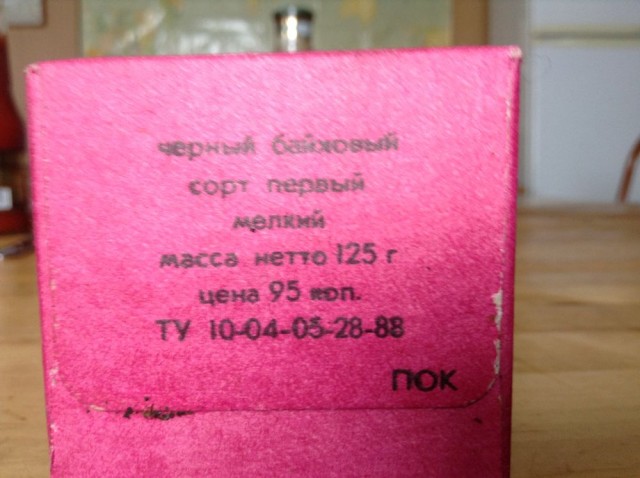 черный байховый
сорт первый
мелкий
масса нетто 125 г
цена 95 коп.
ТУ 10-04-05-28-88
ПОК